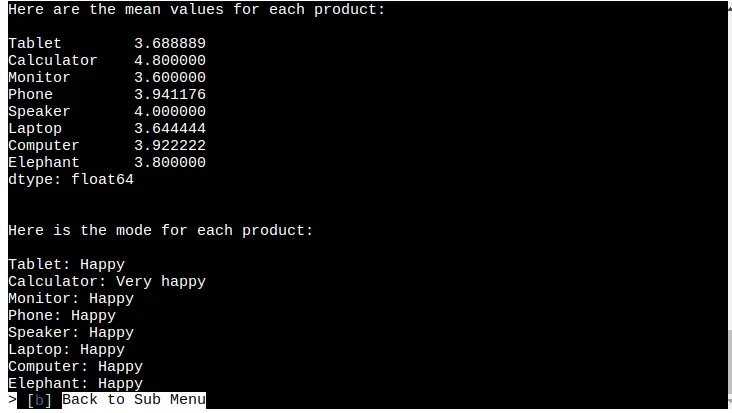 Here are the mean values for each product:
Tablet 3.688889
Calculator 4.800000
Monitor 3.600000
Phone 3.941176
Speaker 4.000000
Laptop 3.644444
Computer 3.922222
Elephant 3.800000
dtype: float64
Here is the mode for each product:
Tablet: Happy
Calculator: Very happy
Monitor: Happy
Phone: Happy
Speaker: Happy
Laptop: Happy
Computer: Happy
Elephant: Happy
> [b] Back to Sub Menu